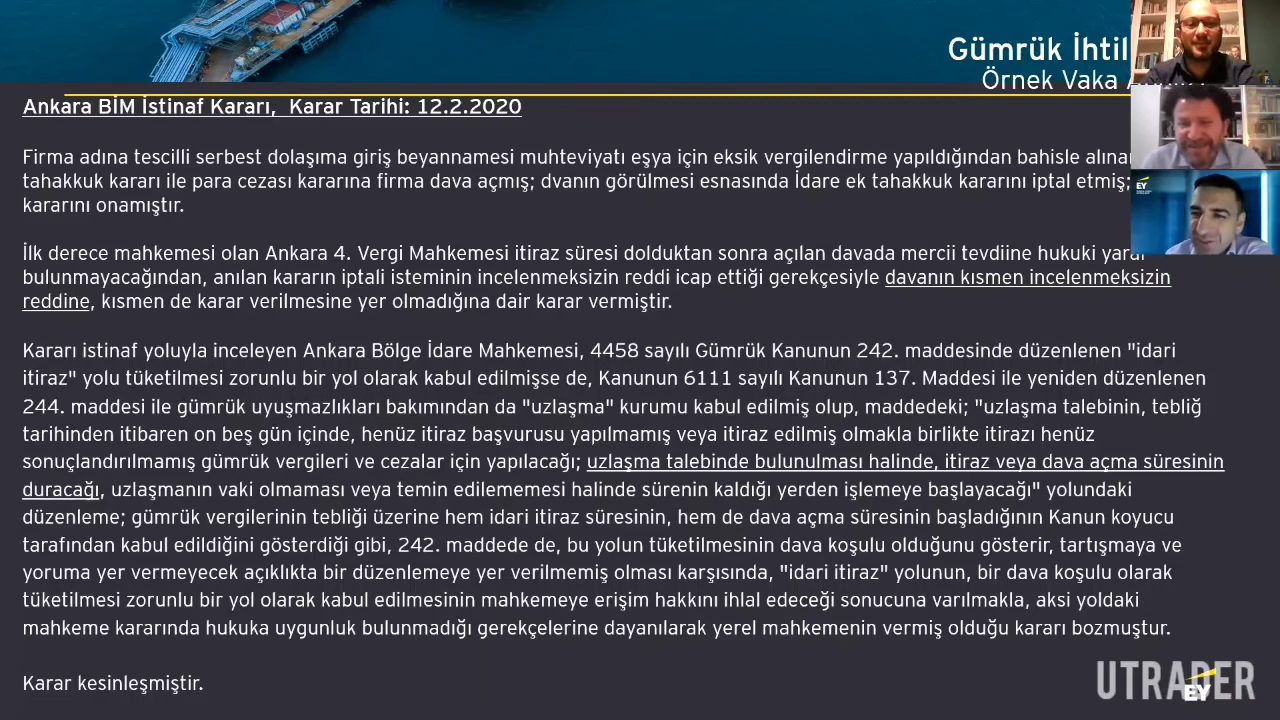 Gümrük İhtil
Örnek Vaka
Ankara BİM İstinaf Kararı, Karar Tarihi: 12.2.2020
Firma adına tescilli serbest dolaşıma giriş beyannamesi muhteviyatı eşya için eksik vergilendirme yapıldığından bahisle alınan
tahakkuk kararı ile para cezası kararına firma dava açmış; dvanın görülmesi esnasında İdare ek tahakkuk kararını iptal etmiş;
kararını onamıştır.
İlk derece mahkemesi olan Ankara 4. Vergi Mahkemesi itiraz süresi dolduktan sonra açılan davada mercii tevdiine hukuki yarar
bulunmayacağından, anılan kararın iptali isteminin incelenmeksizin reddi icap ettiği gerekçesiyle davanın kısmen incelenmeksizin
reddine, kısmen de karar verilmesine yer olmadığına dair karar vermiştir.
Kararı istinaf yoluyla inceleyen Ankara Bölge İdare Mahkemesi, 4458 sayılı Gümrük Kanunun 242. maddesinde düzenlenen "idari
itiraz" yolu tüketilmesi zorunlu bir yol olarak kabul edilmişse de, Kanunun 6111 sayılı Kanunun 137. Maddesi ile yeniden düzenlenen
244. maddesi ile gümrük uyuşmazlıkları bakımından da "uzlaşma" kurumu kabul edilmiş olup, maddedeki; "uzlaşma talebinin, tebliğ
tarihinden itibaren on beş gün içinde, henüz itiraz başvurusu yapılmamış veya itiraz edilmiş olmakla birlikte itirazı henüz
sonuçlandırılmamış gümrük vergileri ve cezalar için yapılacağı; uzlaşma talebinde bulunulması halinde, itiraz veya dava açma süresinin
duracağı, uzlaşmanın vaki olmaması veya temin edilememesi halinde sürenin kaldığı yerden işlemeye başlayacağı" yolundaki
düzenleme; gümrük vergilerinin tebliği üzerine hem idari itiraz süresinin, hem de dava açma süresinin başladığının Kanun koyucu
tarafından kabul edildiğini gösterdiği gibi, 242. maddede de, bu yolun tüketilmesinin dava koşulu olduğunu gösterir, tartışmaya ve
yoruma yer vermeyecek açıklıkta bir düzenlemeye yer verilmemiş olması karşısında, "idari itiraz" yolunun, bir dava koşulu olarak
tüketilmesi zorunlu bir yol olarak kabul edilmesinin mahkemeye erişim hakkını ihlal edeceği sonucuna varılmakla, aksi yoldaki
mahkeme kararında hukuka uygunluk bulunmadığı gerekçelerine dayanılarak yerel mahkemenin vermiş olduğu kararı bozmuştur.
Karar kesinleşmiştir.
EY
UTRADER
EY